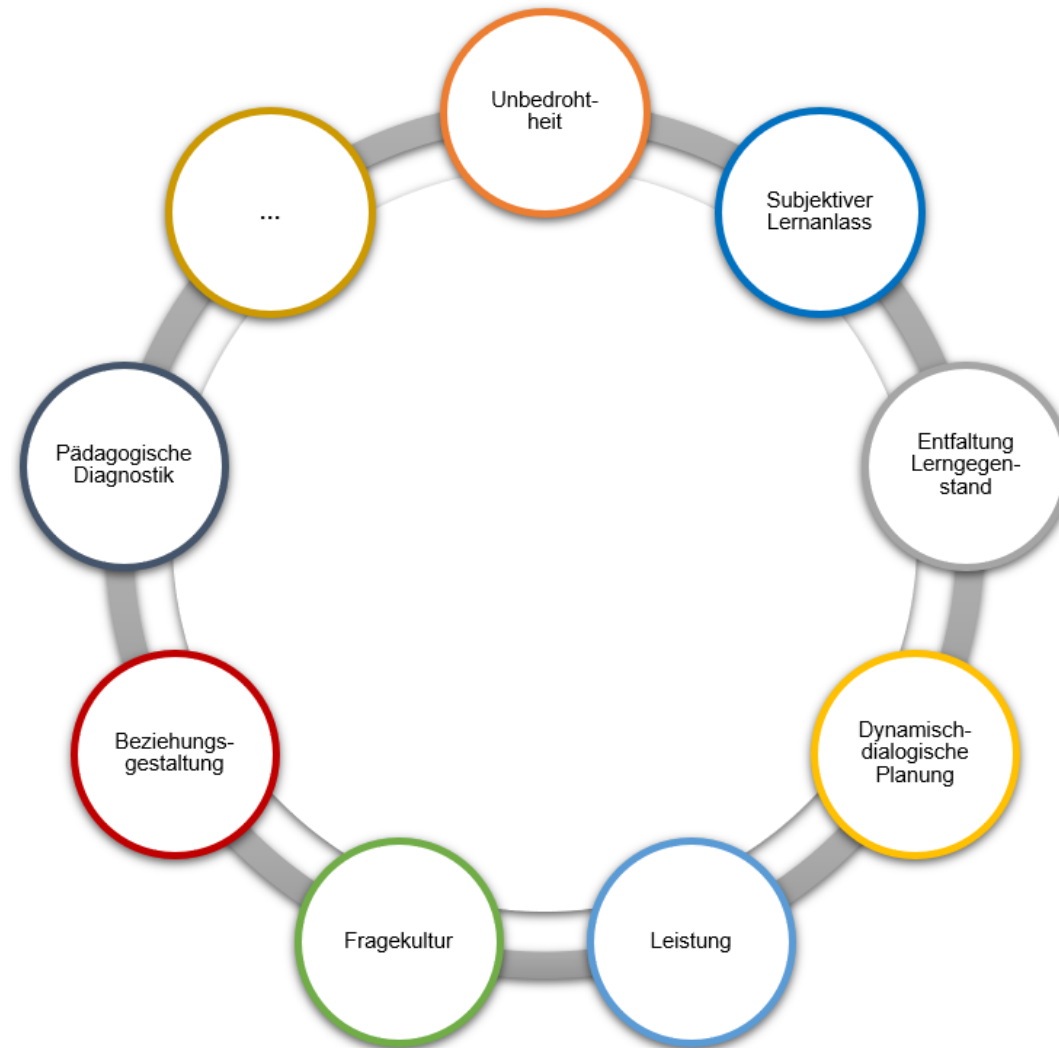 Unbedroht-
heit
Subjektiver
Lernanlass
Entfaltung
Lerngegen-
stand
Dynamisch-
dialogische
Planung
Leistung
Fragekultur
Beziehungs-
gestaltung
Pädagogische
Diagnostik
...